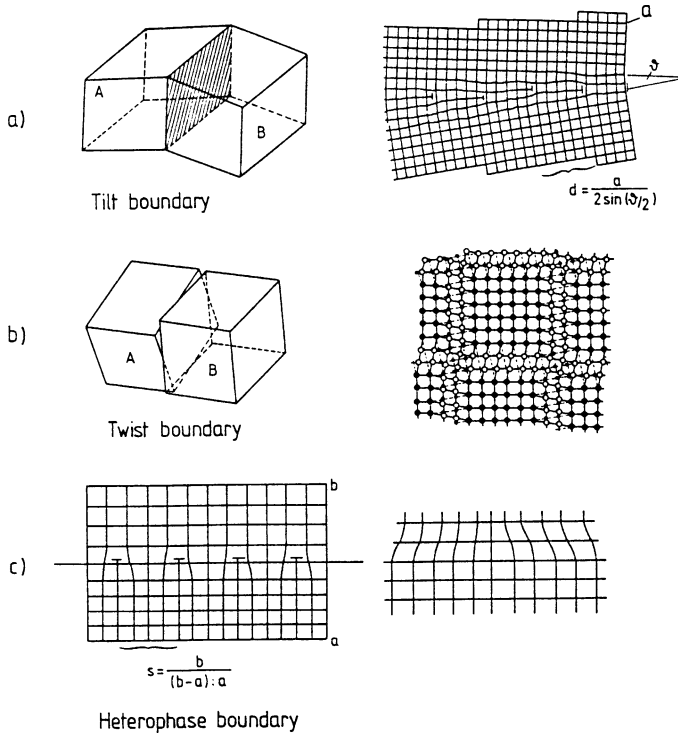 a)
A
B
Tilt boundary
a
ϑ
d = a / 2 sin(ϑ/2)
b)
A
B
Twist boundary
c)
b
a
s = b / (b-a) : a
Heterophase boundary